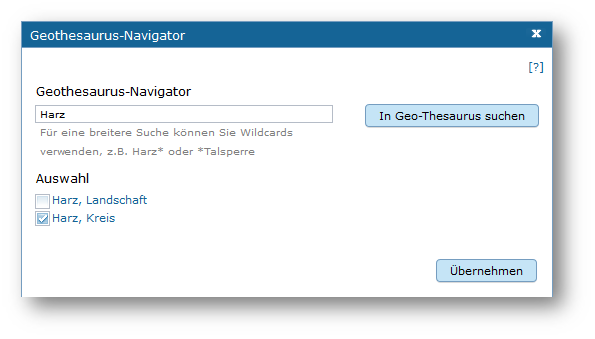 Geothesaurus-Navigator
[?]
Geothesaurus-Navigator
Harz
In Geo-Thesaurus suchen
Für eine breitere Suche können Sie Wildcards
verwenden, z.B. Harz* oder *Talsperre
Auswahl
Harz, Landschaft
Harz, Kreis
Übernehmen